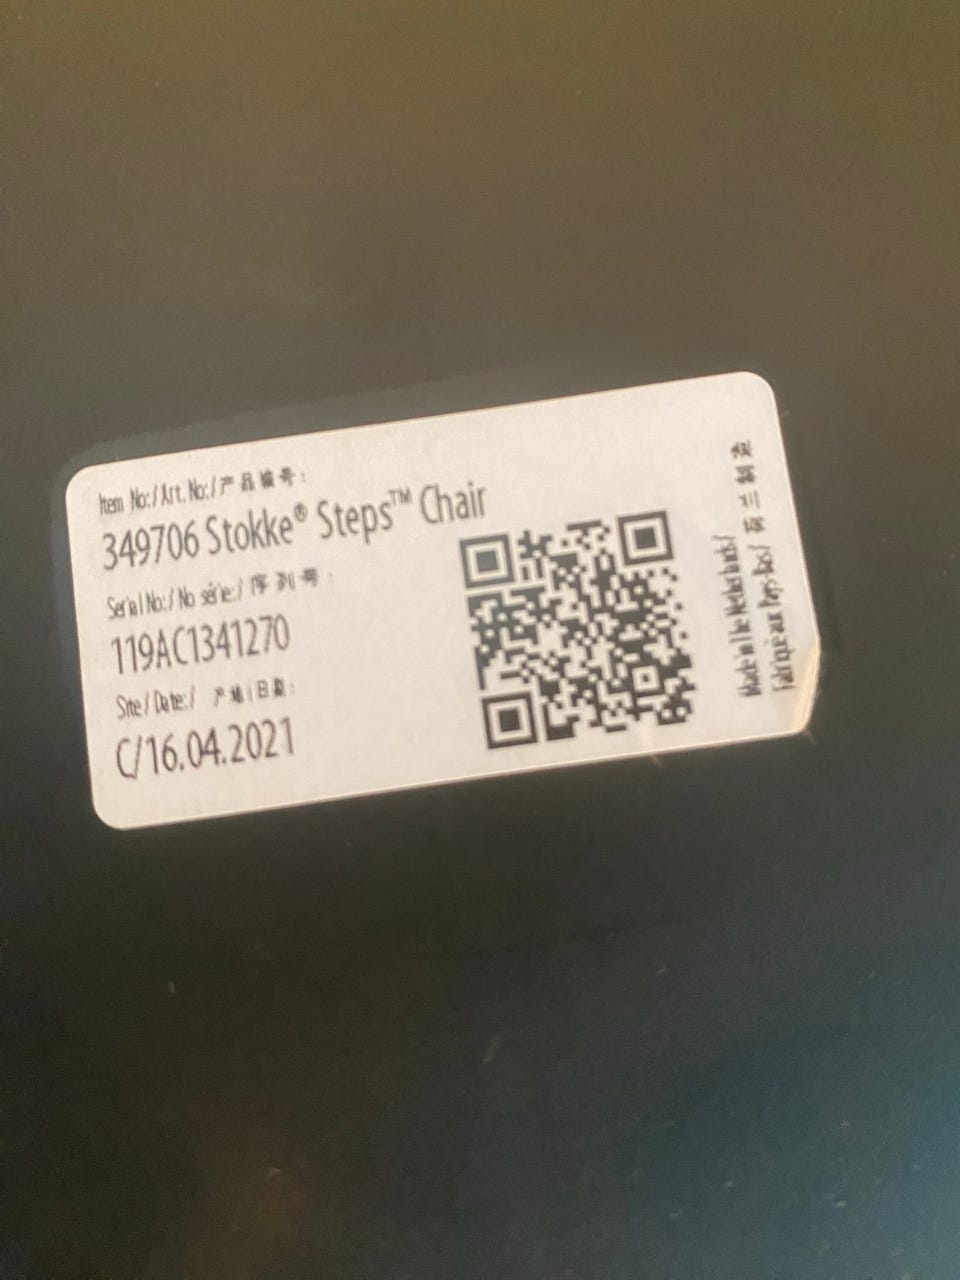 Item No:/Art. No:/产品编号:
349706 Stokke® Steps™ Chair
Serial No:/No série:/序列号:
119AC1341270
Site/Date:/ 产地/日期:
C/16.04.2021
Made in The Netherlands/
Fabriqué aux Pays-Bas/ 荷兰制造